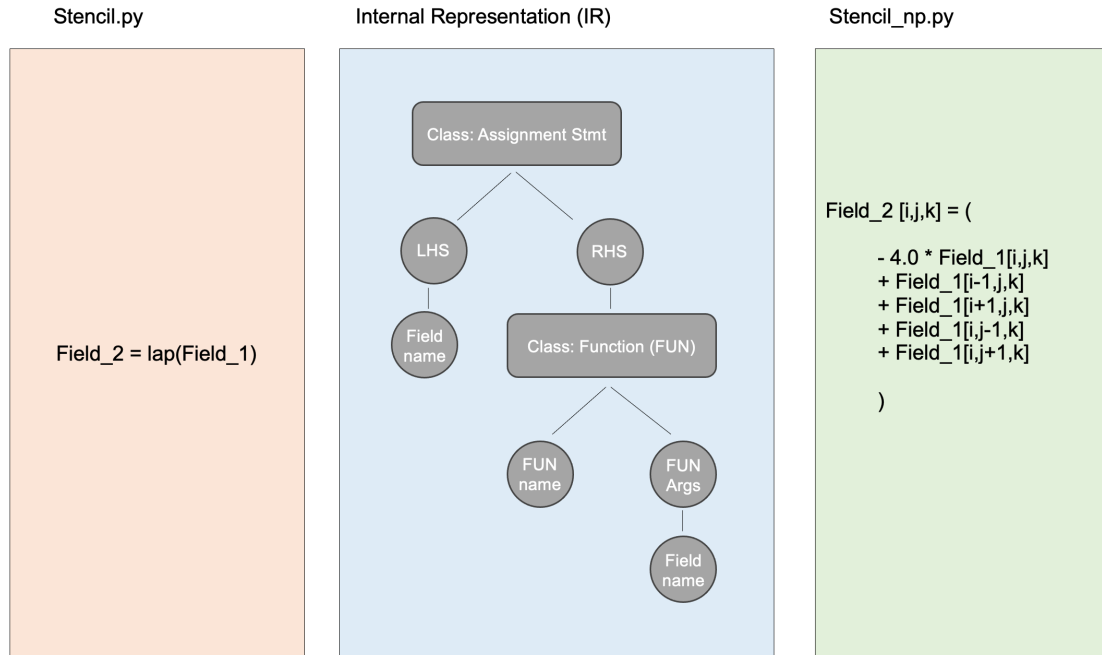 Stencil.py
Internal Representation (IR)
Stencil_np.py
Field_2 = lap(Field_1)
Class: Assignment Stmt
LHS
RHS
Field
name
Class: Function (FUN)
FUN
name
FUN
Args
Field
name
Field_2 [i,j,k] = (
- 4.0 * Field_1[i,j,k]
+ Field_1[i-1,j,k]
+ Field_1[i+1,j,k]
+ Field_1[i,j-1,k]
+ Field_1[i,j+1,k]
)